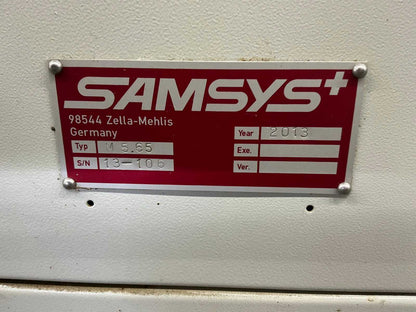 SAMSYS+
98544 Zella-Mehlis
Germany
Typ M 5.65
S/N 13-106
Year 2013
Exe.
Ver.